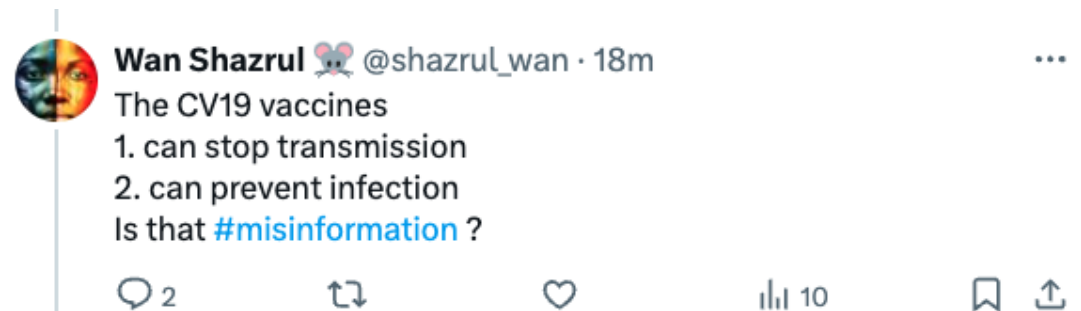 Wan Shazrul 🐭 @shazrul_wan · 18m
The CV19 vaccines
1. can stop transmission
2. can prevent infection
Is that #misinformation ?
2 10